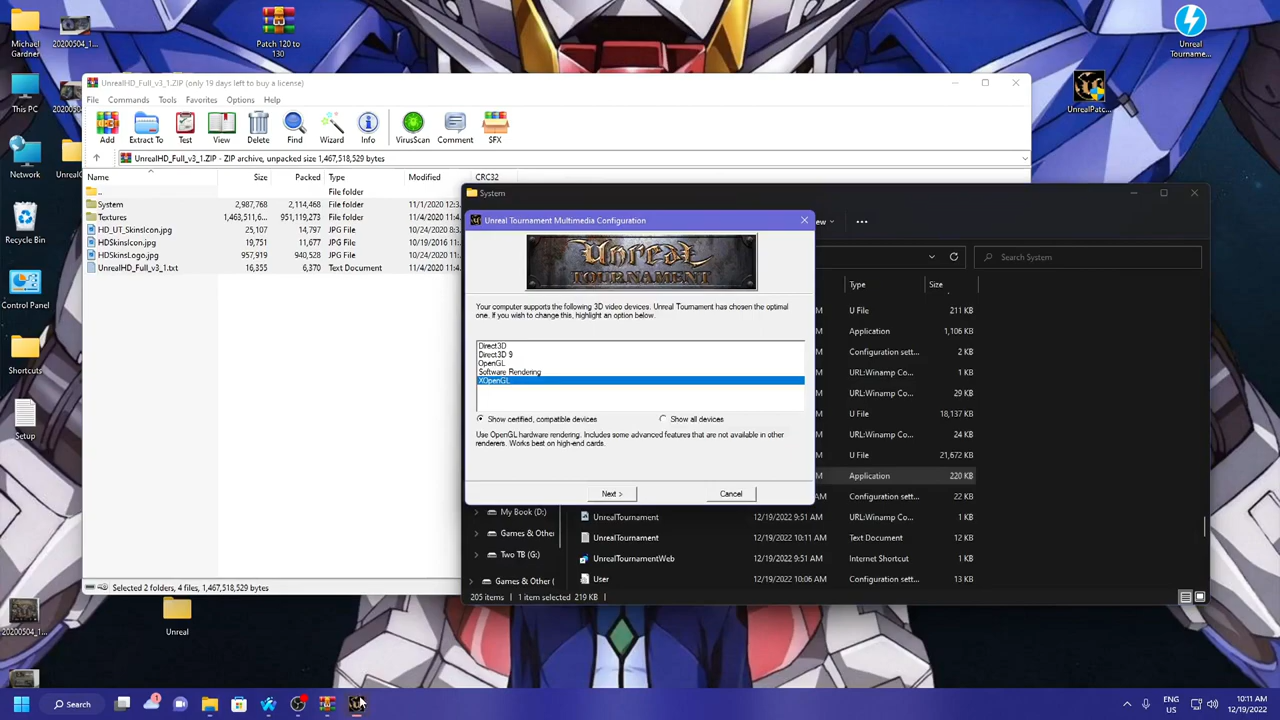 Michael
Gardner
20200504_1...
Patch 120 to
130
Unreal
Tourname...
UnrealHD_Full_v3_1.ZIP (only 19 days left to buy a license)
File Commands Tools Favorites Options Help
This PC
UnrealPatc...
Add Extract To Test View Delete Find Wizard Info VirusScan Comment SFX
UnrealHD_Full_v3_1.ZIP - ZIP archive, unpacked size 1,467,518,529 bytes
Name Size Packed Type Modified CRC32
.. File folder
System 2,987,768 2,114,468 File folder 11/1/2020 12:3...
Textures 1,463,511,6... 951,119,273 File folder 11/4/2020 11:4...
HD_UT_SkinsIcon.jpg 25,107 14,797 JPG File 10/24/2020 8:3...
HDSkinsIcon.jpg 19,751 11,677 JPG File 10/19/2016 11:...
HDSkinsLogo.jpg 957,919 940,528 JPG File 10/24/2020 8:3...
UnrealHD_Full_v3_1.txt 16,355 6,370 Text Document 11/4/2020 11:4...
Network
Recycle Bin
Control Panel
Shortcuts
Setup
System
Unreal Tournament Multimedia Configuration
Search System
Unreal
TOURNAMENT
Your computer supports the following 3D video devices. Unreal Tournament has chosen the optimal
one. If you wish to change this, highlight an option below.
Direct3D
Direct3D 9
OpenGL
Software Rendering
XOpenGL
Show certified, compatible devices. Show all devices
Use OpenGL hardware rendering. Includes some advanced features that are not available in other
renderers. Works best on high-end cards.
Next > Cancel
Type Size
U File 211 KB
Application 1,106 KB
Configuration sett... 2 KB
URL:Winamp Co... 1 KB
URL:Winamp Co... 29 KB
U File 18,137 KB
URL:Winamp Co... 24 KB
U File 21,672 KB
Application 220 KB
Configuration sett... 22 KB
My Book (D:) UnrealTournament 12/19/2022 9:51 AM URL:Winamp Co... 1 KB
Games & Other UnrealTournament 12/19/2022 10:11 AM Text Document 12 KB
Two TB (G:) UnrealTournamentWeb 12/19/2022 9:51 AM Internet Shortcut 1 KB
Games & Other ( User 12/19/2022 10:06 AM Configuration sett... 13 KB
205 items 1 item selected 219 KB
Selected 2 folders, 4 files, 1,467,518,529 bytes
20200504_1...
Unreal
Search
1
ENG
US
10:11 AM
12/19/2022